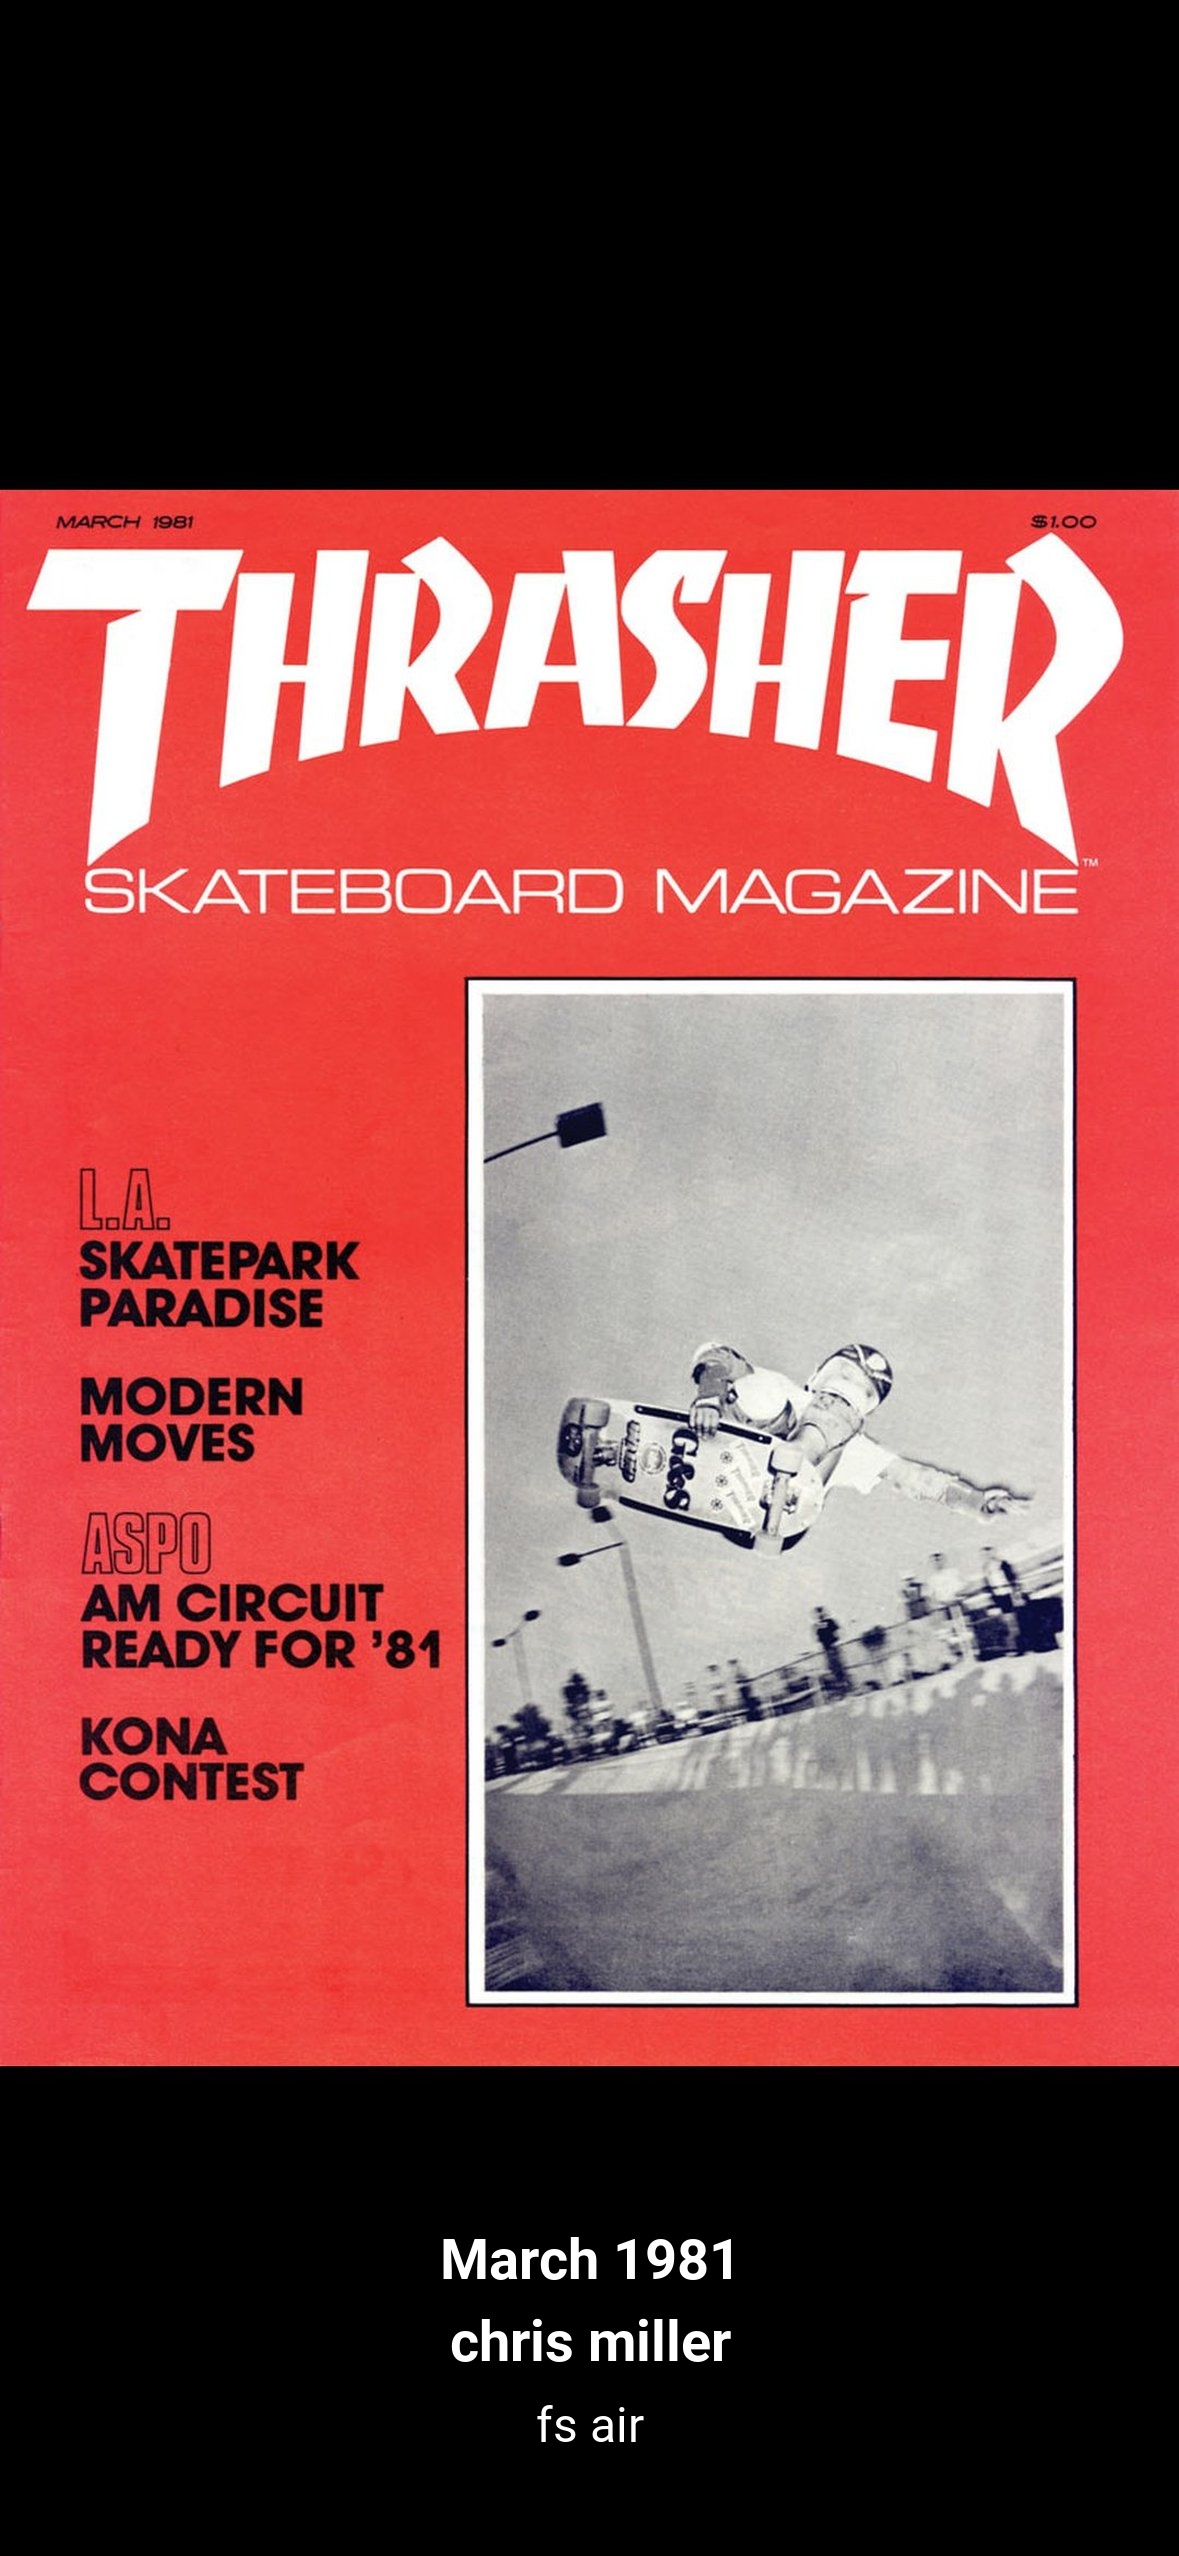 MARCH 1981
$1.00
THRASHER
™
SKATEBOARD MAGAZINE
L.A.
SKATEPARK
PARADISE
MODERN
MOVES
ASPO
AM CIRCUIT
READY FOR '81
KONA
CONTEST
G&S
March 1981
chris miller
fs air